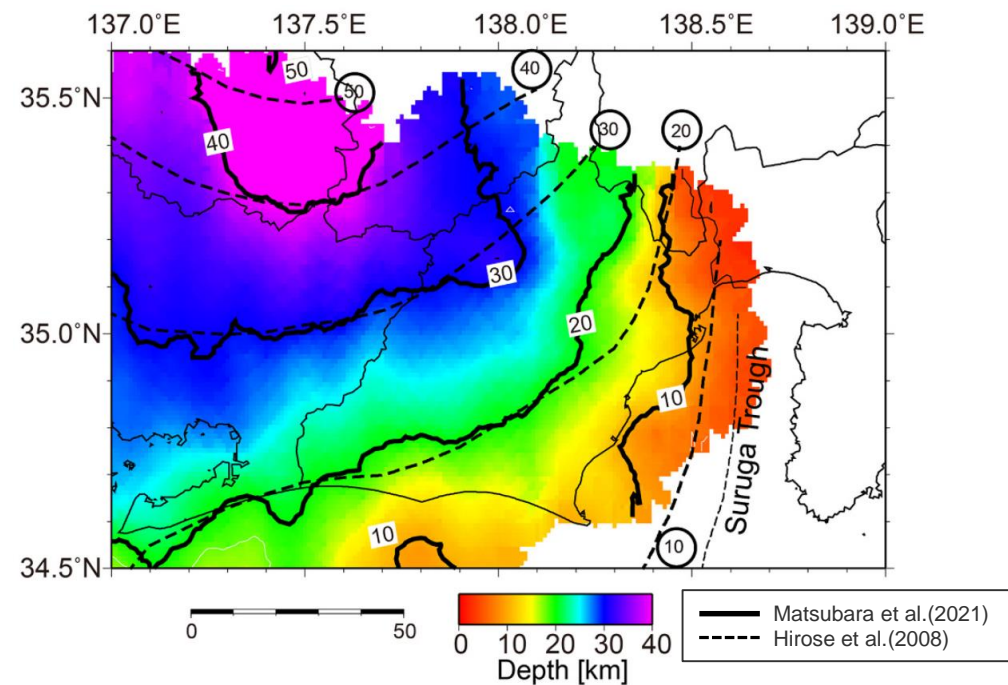 137.0 137.5 138.0 138.5 139.0
50 40
35.5˚N 50
30 20
40
30
35.0˚N 20
10
Suruga Trough
10
34.5˚N 10
0 50
0 10 20 30 40
Depth [km]
Matsubara et al.(2021)
Hirose et al.(2008)